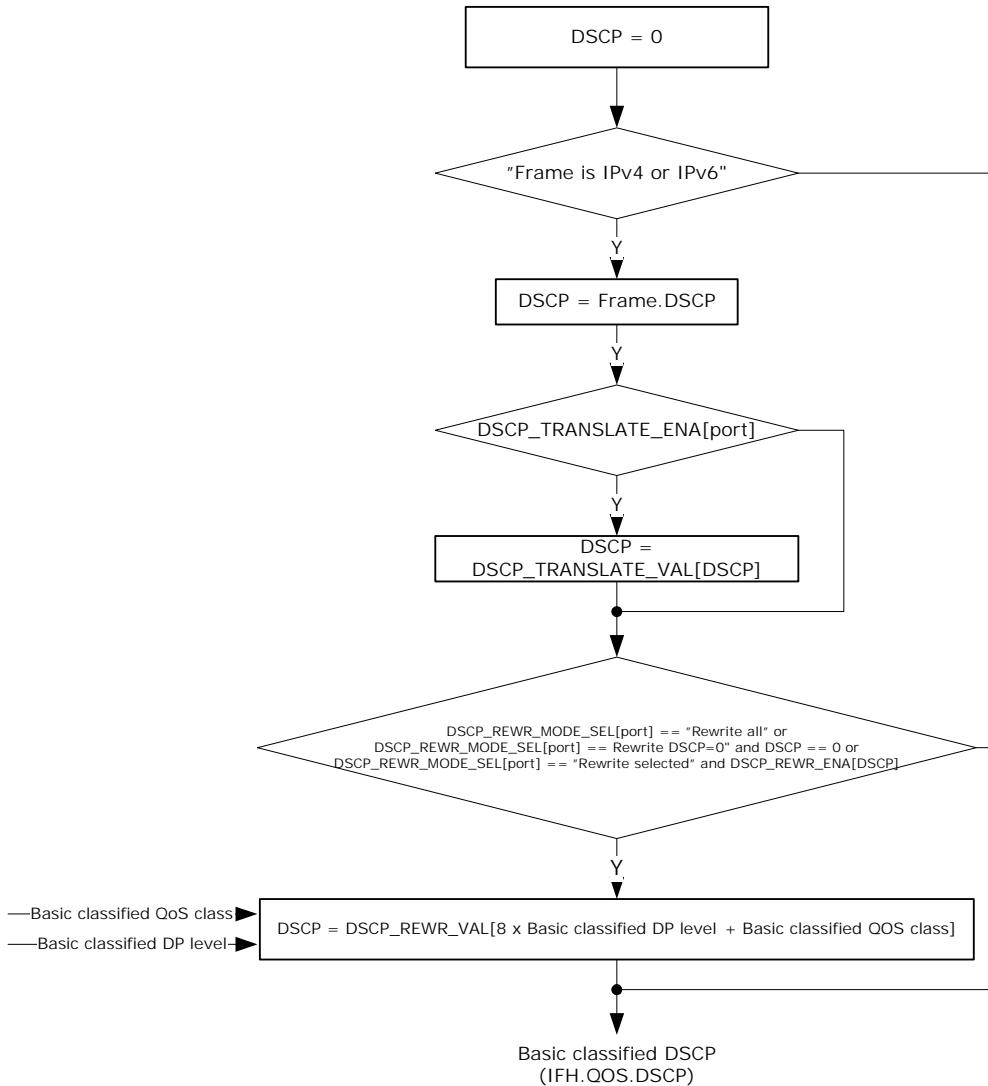 DSCP = 0
"Frame is IPv4 or IPv6"
Y
DSCP = Frame.DSCP
Y
DSCP_TRANSLATE_ENA[port]
Y
DSCP =
DSCP_TRANSLATE_VAL[DSCP]
DSCP_REWR_MODE_SEL[port] == "Rewrite all" or
DSCP_REWR_MODE_SEL[port] == Rewrite DSCP=0" and DSCP == 0 or
DSCP_REWR_MODE_SEL[port] == "Rewrite selected" and DSCP_REWR_ENA[DSCP]
Y
Basic classified QoS class
Basic classified DP level
DSCP = DSCP_REWR_VAL[8 x Basic classified DP level + Basic classified QOS class]
Basic classified DSCP
(IFH.QOS.DSCP)